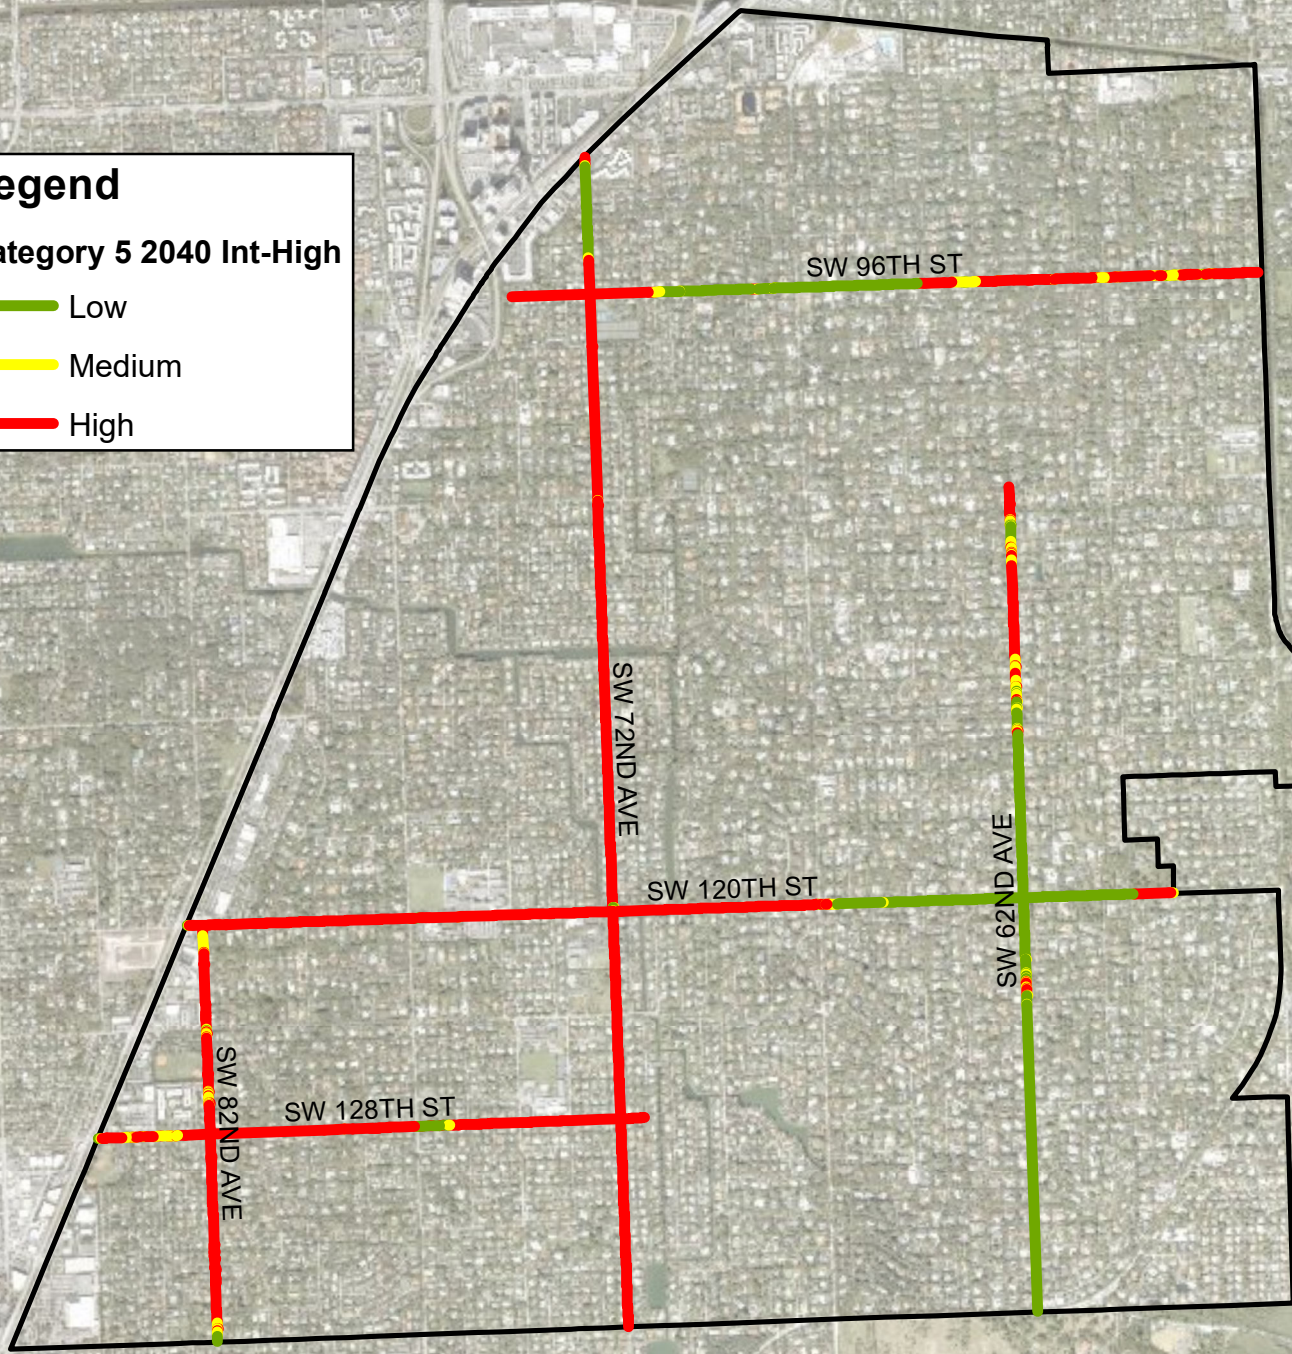 egend
ategory 5 2040 Int-High
Low
Medium
High
SW 96TH ST
SW 72ND AVE
SW 62ND AVE
SW 120TH ST
SW 82ND AVE
SW 128TH ST